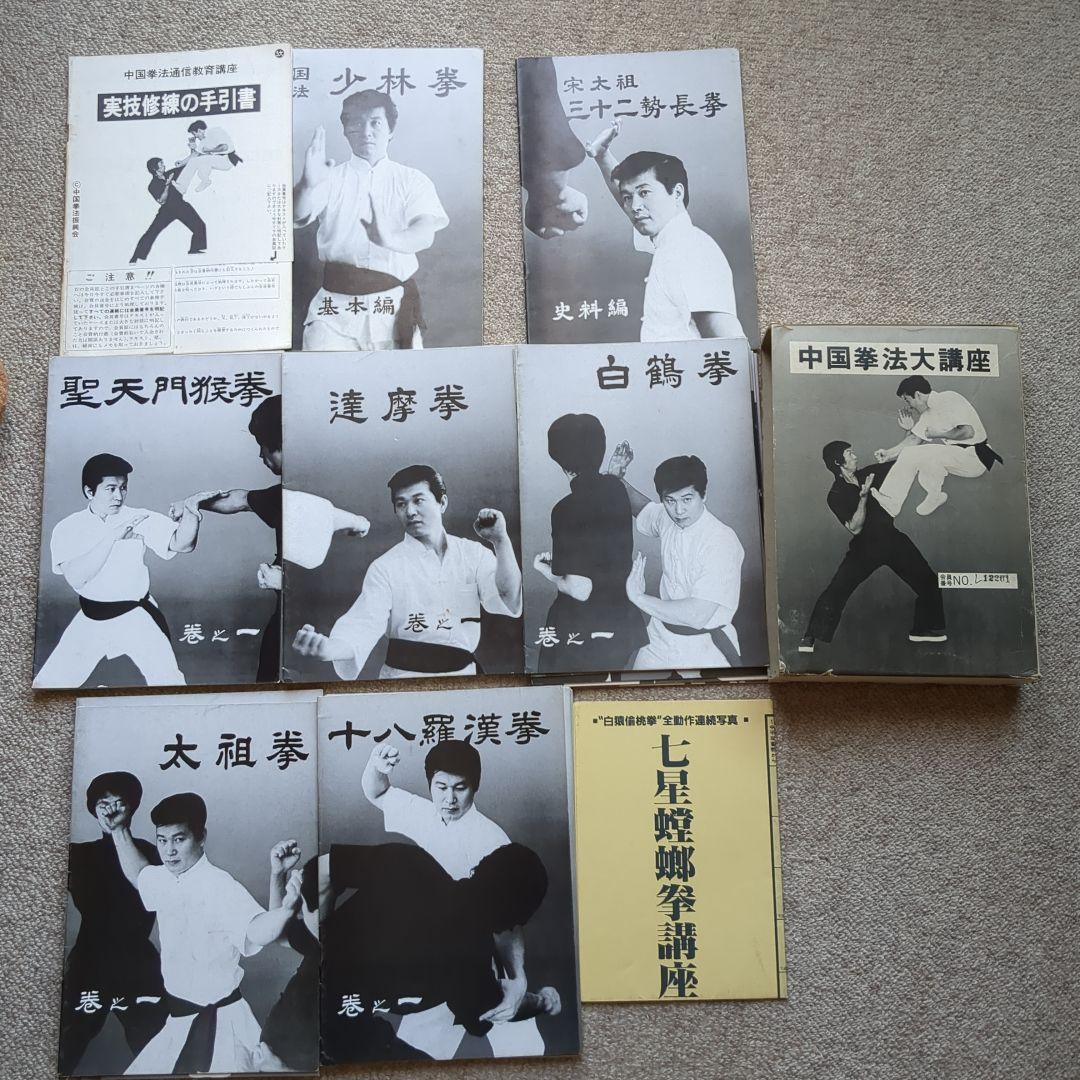 中国拳法通信教育講座
実技修練の手引書
©中国拳法振興会
ご注意!!
国
法
少林拳
基本編
宋太祖
三十二勢長拳
史料編
聖天門猴拳
巻之一
達摩拳
巻之一
白鶴拳
巻之一
中国拳法大講座
会員番号 NO. L12201
太祖拳
巻之一
十八羅漢拳
巻之一
■“白猿偸桃拳”全動作連続写真■
七星螳螂拳講座